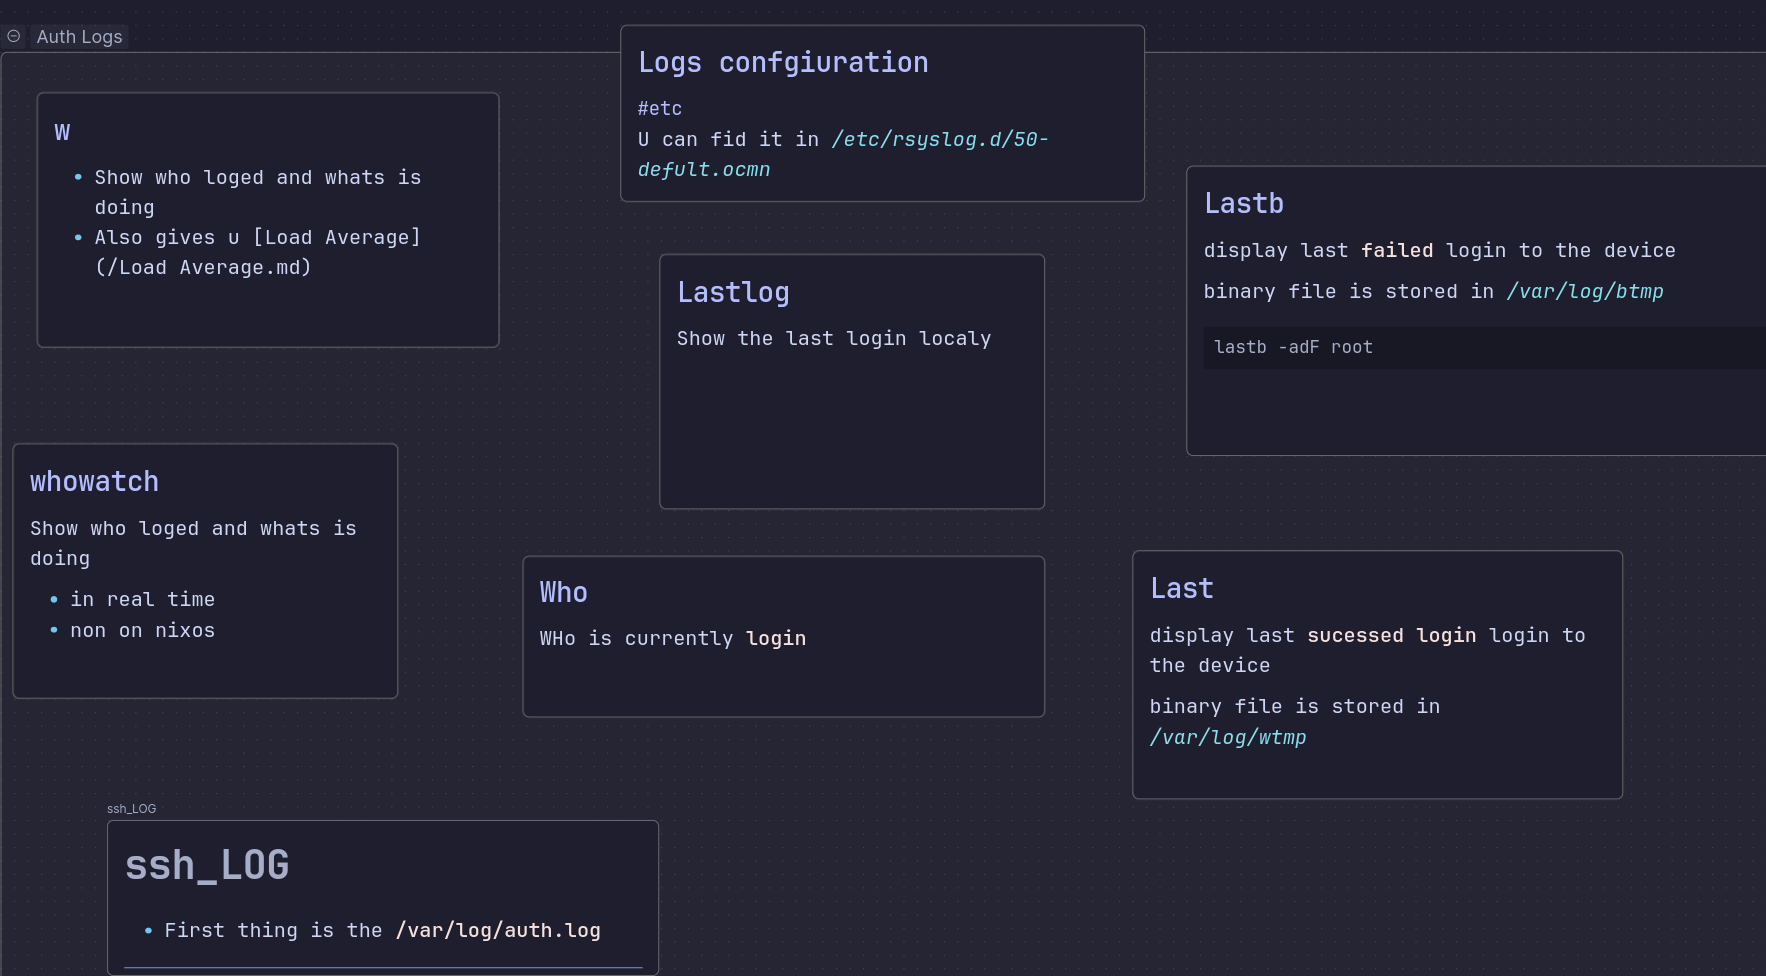 Auth Logs
Logs confgiuration
#etc
U can fid it in /etc/rsyslog.d/50-
defult.ocmn
W
Show who loged and whats is
doing
Also gives u [Load Average]
(/Load Average.md)
Lastb
display last failed login to the device
binary file is stored in /var/log/btmp
lastb -adF root
Lastlog
Show the last login localy
whowatch
Show who loged and whats is
doing
in real time
non on nixos
Who
WHo is currently login
Last
display last sucessed login login to
the device
binary file is stored in
/var/log/wtmp
ssh_LOG
ssh_LOG
First thing is the /var/log/auth.log